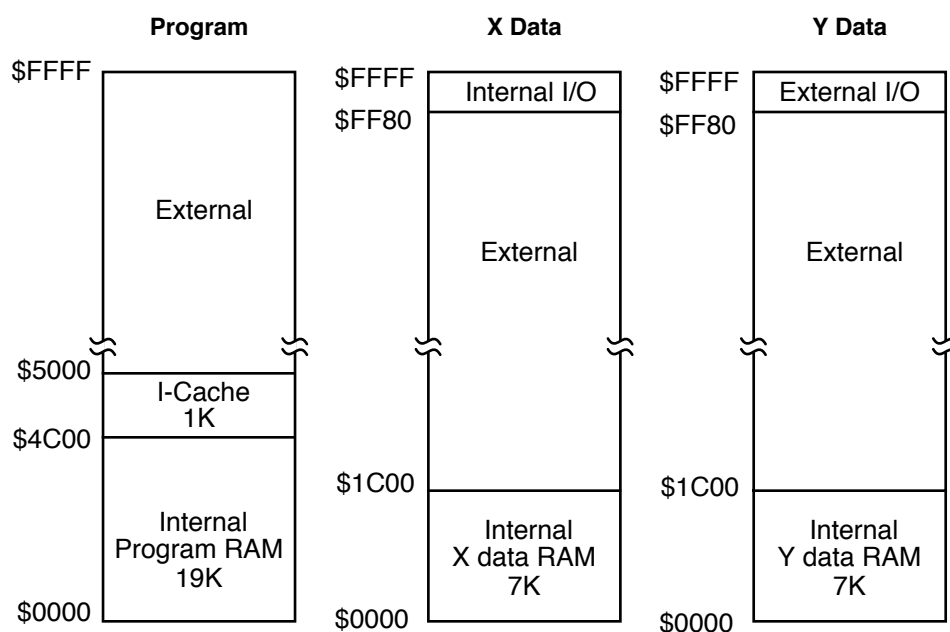 Program
$FFFF
External
$5000
I-Cache
1K
$4C00
Internal
Program RAM
19K
$0000
X Data
$FFFF
Internal I/O
$FF80
External
$1C00
Internal
X data RAM
7K
$0000
Y Data
$FFFF
External I/O
$FF80
External
$1C00
Internal
Y data RAM
7K
$0000